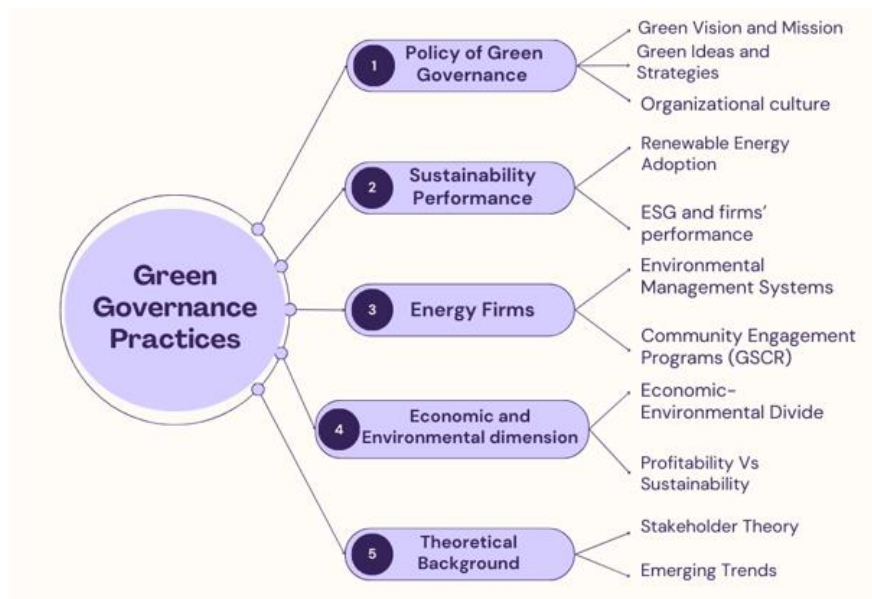 Green
Governance
Practices
1
Policy of Green
Governance
Green Vision and Mission
Green Ideas and
Strategies
Organizational culture
2
Sustainability
Performance
Renewable Energy
Adoption
ESG and firms’
performance
3
Energy Firms
Environmental
Management Systems
Community Engagement
Programs (GSCR)
4
Economic and
Environmental dimension
Economic-
Environmental Divide
Profitability Vs
Sustainability
5
Theoretical
Background
Stakeholder Theory
Emerging Trends